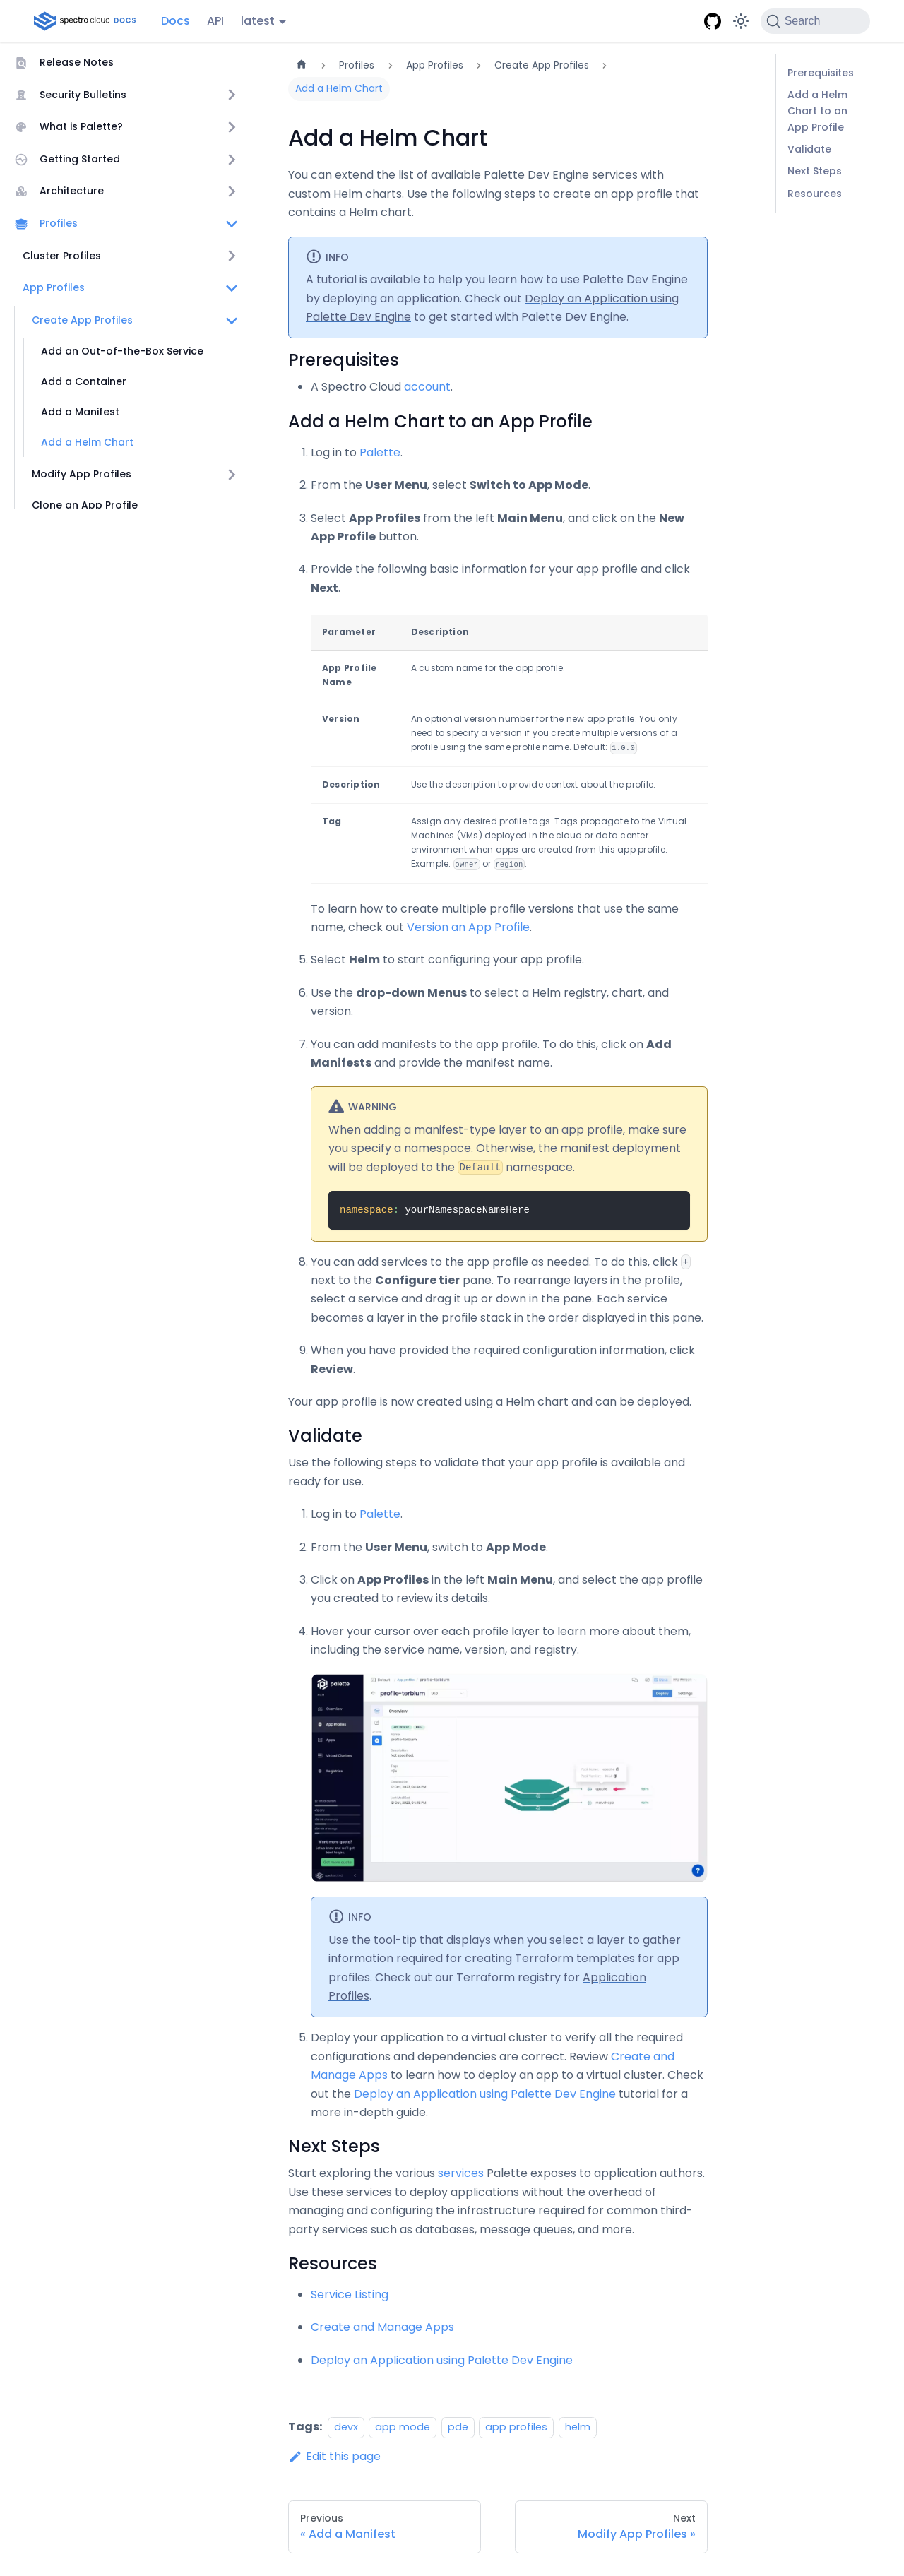 spectro cloud DOCS
Docs
API
latest
Search
Release Notes
Security Bulletins
What is Palette?
Getting Started
Architecture
Profiles
Cluster Profiles
App Profiles
Create App Profiles
Add an Out-of-the-Box Service
Add a Container
Add a Manifest
Add a Helm Chart
Modify App Profiles
Clone an App Profile
Profiles > App Profiles > Create App Profiles >
Add a Helm Chart
Add a Helm Chart
You can extend the list of available Palette Dev Engine services with
custom Helm charts. Use the following steps to create an app profile that
contains a Helm chart.
INFO
A tutorial is available to help you learn how to use Palette Dev Engine
by deploying an application. Check out Deploy an Application using
Palette Dev Engine to get started with Palette Dev Engine.
Prerequisites
• A Spectro Cloud account.
Add a Helm Chart to an App Profile
1. Log in to Palette.
2. From the User Menu, select Switch to App Mode.
3. Select App Profiles from the left Main Menu, and click on the New
App Profile button.
4. Provide the following basic information for your app profile and click
Next.
Parameter Description
App Profile A custom name for the app profile.
Name
Version An optional version number for the new app profile. You only
need to specify a version if you create multiple versions of a
profile using the same profile name. Default: 1.0.0.
Description Use the description to provide context about the profile.
Tag Assign any desired profile tags. Tags propagate to the Virtual
Machines (VMs) deployed in the cloud or data center
environment when apps are created from this app profile.
Example: owner or region.
To learn how to create multiple profile versions that use the same
name, check out Version an App Profile.
5. Select Helm to start configuring your app profile.
6. Use the drop-down Menus to select a Helm registry, chart, and
version.
7. You can add manifests to the app profile. To do this, click on Add
Manifests and provide the manifest name.
WARNING
When adding a manifest-type layer to an app profile, make sure
you specify a namespace. Otherwise, the manifest deployment
will be deployed to the Default namespace.
namespace: yourNamespaceNameHere
8. You can add services to the app profile as needed. To do this, click +
next to the Configure tier pane. To rearrange layers in the profile,
select a service and drag it up or down in the pane. Each service
becomes a layer in the profile stack in the order displayed in this pane.
9. When you have provided the required configuration information, click
Review.
Your app profile is now created using a Helm chart and can be deployed.
Validate
Use the following steps to validate that your app profile is available and
ready for use.
1. Log in to Palette.
2. From the User Menu, switch to App Mode.
3. Click on App Profiles in the left Main Menu, and select the app profile
you created to review its details.
4. Hover your cursor over each profile layer to learn more about them,
including the service name, version, and registry.
palette
profile-terbium
Deploy
Settings
Overview
Overview
App Profiles
Apps
Virtual Clusters
Registries
INFO
Use the tool-tip that displays when you select a layer to gather
information required for creating Terraform templates for app
profiles. Check out our Terraform registry for Application
Profiles.
5. Deploy your application to a virtual cluster to verify all the required
configurations and dependencies are correct. Review Create and
Manage Apps to learn how to deploy an app to a virtual cluster. Check
out the Deploy an Application using Palette Dev Engine tutorial for a
more in-depth guide.
Next Steps
Start exploring the various services Palette exposes to application authors.
Use these services to deploy applications without the overhead of
managing and configuring the infrastructure required for common third-
party services such as databases, message queues, and more.
Resources
• Service Listing
• Create and Manage Apps
• Deploy an Application using Palette Dev Engine
Tags: devx app mode pde app profiles helm
Edit this page
Previous
« Add a Manifest
Next
Modify App Profiles »
Prerequisites
Add a Helm
Chart to an
App Profile
Validate
Next Steps
Resources